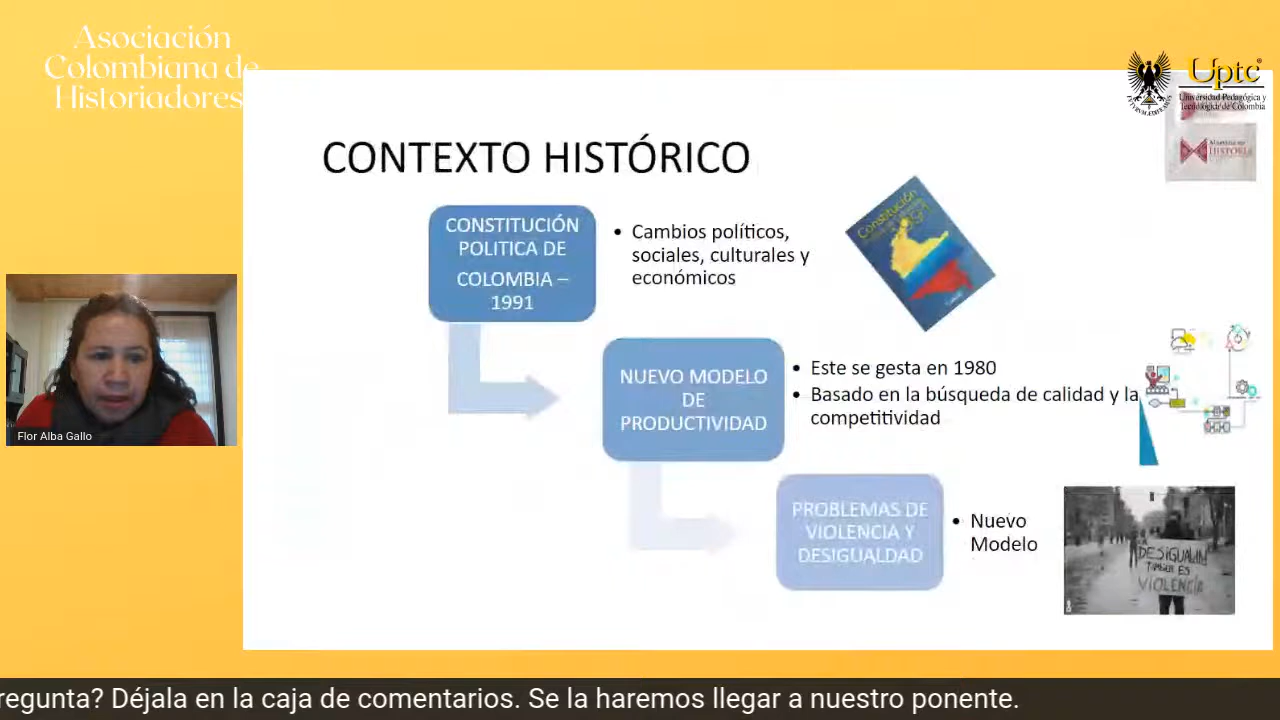 Asociación
Colombiana de
Historiadores
Uptc
Universidad Pedagógica y
Tecnológica de Colombia
HISTORIA
CONTEXTO HISTÓRICO
CONSTITUCIÓN
POLITICA DE
COLOMBIA –
1991
• Cambios políticos,
sociales, culturales y
económicos
Constitución
1991
NUEVO MODELO
DE
PRODUCTIVIDAD
• Este se gesta en 1980
• Basado en la búsqueda de calidad y la
competitividad
PROBLEMAS DE
VIOLENCIA Y
DESIGUALDAD
• Nuevo
Modelo
DESIGUALDAD
TAMBIÉN ES
VIOLENCIA
Flor Alba Gallo
regunta? Déjala en la caja de comentarios. Se la haremos llegar a nuestro ponente.